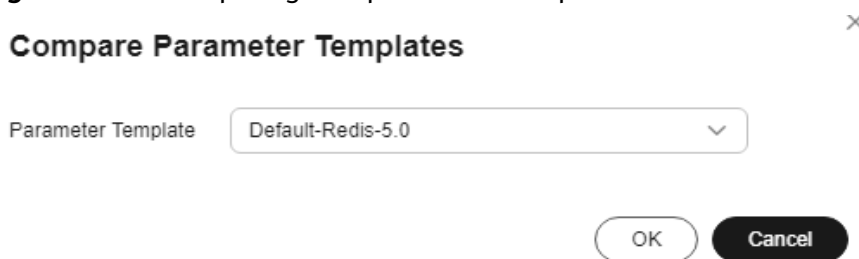 Compare Parameter Templates
Parameter Template
Default-Redis-5.0
OK
Cancel